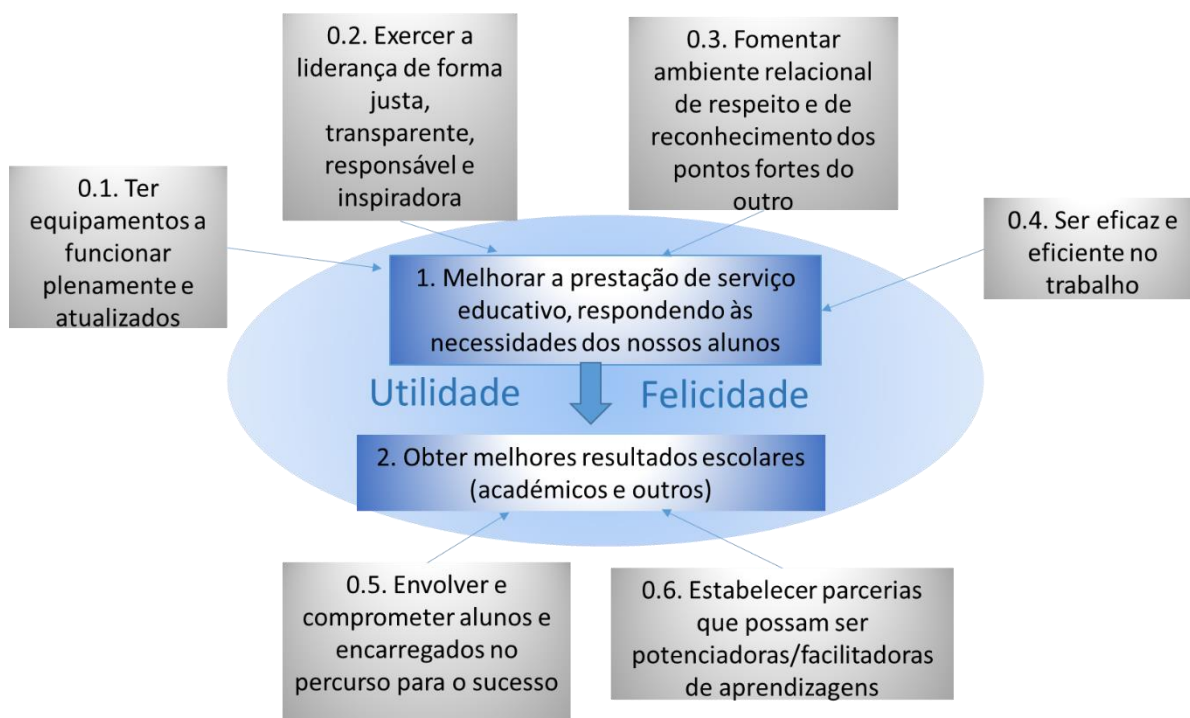 0.2. Exercer a
liderança de forma
justa,
transparente,
responsável e
inspiradora
0.3. Fomentar
ambiente relacional
de respeito e de
reconhecimento dos
pontos fortes do
outro
0.1. Ter
equipamentos a
funcionar
plenamente e
atualizados
0.4. Ser eficaz e
eficiente no
trabalho
1. Melhorar a prestação de serviço
educativo, respondendo às
necessidades dos nossos alunos
Utilidade
Felicidade
2. Obter melhores resultados escolares
(académicos e outros)
0.5. Envolver e
comprometer alunos e
encarregados no
percurso para o sucesso
0.6. Estabelecer parcerias
que possam ser
potenciadoras/facilitadoras
de aprendizagens